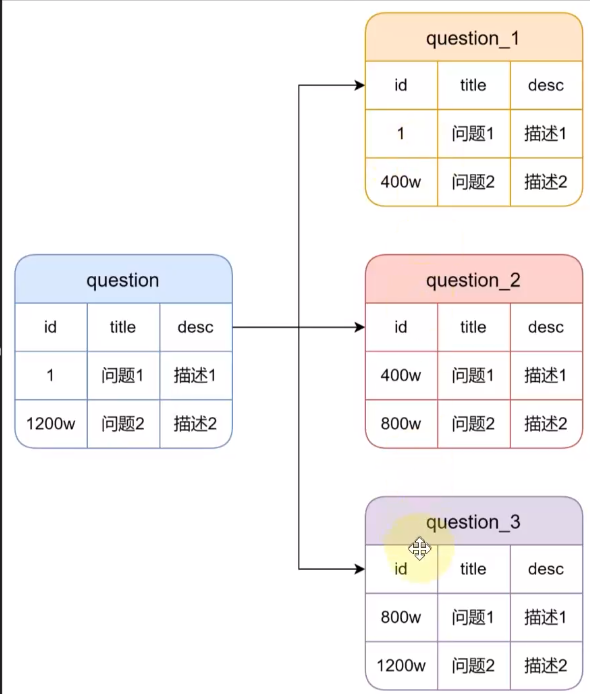 question_1
id title desc
1 问题1 描述1
400w 问题2 描述2
question
id title desc
1 问题1 描述1
1200w 问题2 描述2
question_2
id title desc
400w 问题1 描述1
800w 问题2 描述2
question_3
id title desc
800w 问题1 描述1
1200w 问题2 描述2